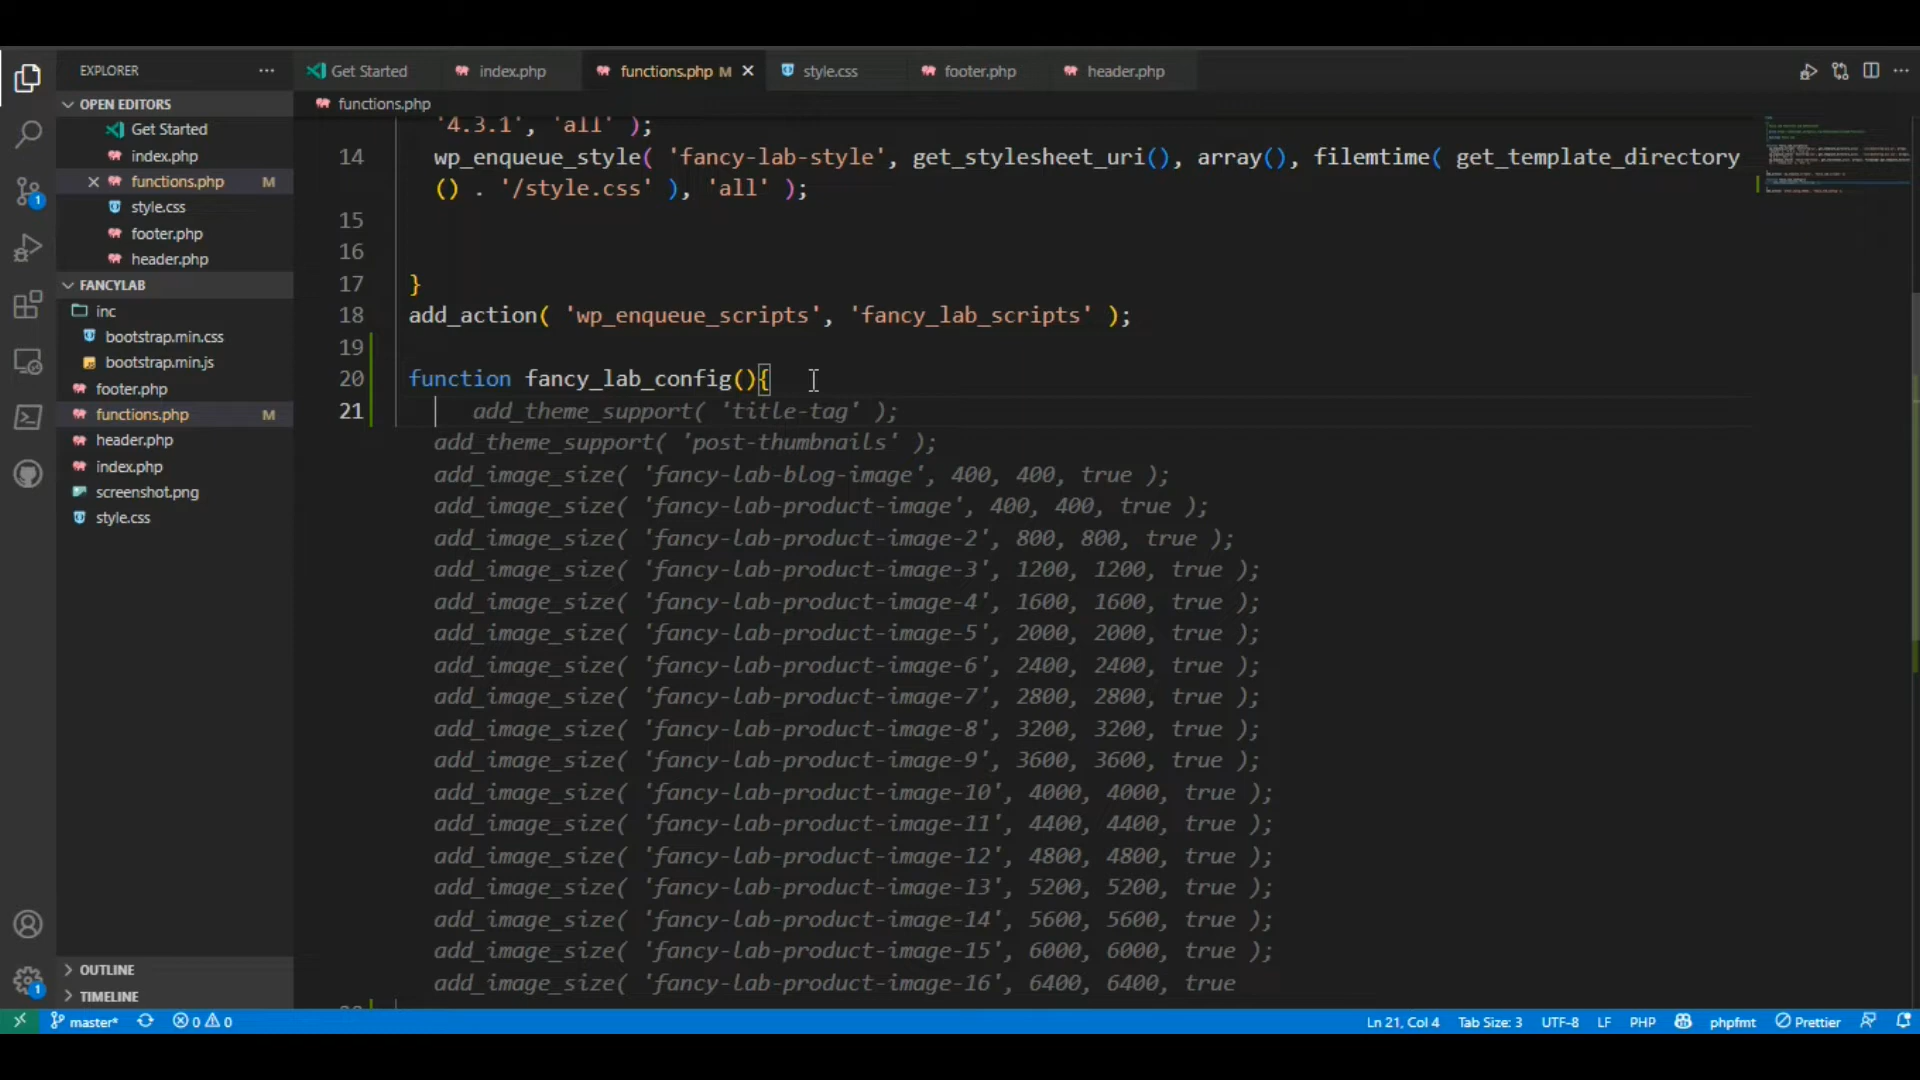 EXPLORER
Get Started
index.php
functions.php M
style.css
footer.php
header.php
OPEN EDITORS
Get Started
index.php
functions.php M
style.css
footer.php
header.php
FANCYLAB
inc
bootstrap.min.css
bootstrap.min.js
footer.php
functions.php M
header.php
index.php
screenshot.png
style.css
OUTLINE
TIMELINE
functions.php
'4.3.1', 'all' );
14 wp_enqueue_style( 'fancy-lab-style', get_stylesheet_uri(), array(), filemtime( get_template_directory
() . '/style.css' ), 'all' );
15
16
17 }
18 add_action( 'wp_enqueue_scripts', 'fancy_lab_scripts' );
19
20 function fancy_lab_config(){
21 add_theme_support( 'title-tag' );
add_theme_support( 'post-thumbnails' );
add_image_size( 'fancy-lab-blog-image', 400, 400, true );
add_image_size( 'fancy-lab-product-image', 400, 400, true );
add_image_size( 'fancy-lab-product-image-2', 800, 800, true );
add_image_size( 'fancy-lab-product-image-3', 1200, 1200, true );
add_image_size( 'fancy-lab-product-image-4', 1600, 1600, true );
add_image_size( 'fancy-lab-product-image-5', 2000, 2000, true );
add_image_size( 'fancy-lab-product-image-6', 2400, 2400, true );
add_image_size( 'fancy-lab-product-image-7', 2800, 2800, true );
add_image_size( 'fancy-lab-product-image-8', 3200, 3200, true );
add_image_size( 'fancy-lab-product-image-9', 3600, 3600, true );
add_image_size( 'fancy-lab-product-image-10', 4000, 4000, true );
add_image_size( 'fancy-lab-product-image-11', 4400, 4400, true );
add_image_size( 'fancy-lab-product-image-12', 4800, 4800, true );
add_image_size( 'fancy-lab-product-image-13', 5200, 5200, true );
add_image_size( 'fancy-lab-product-image-14', 5600, 5600, true );
add_image_size( 'fancy-lab-product-image-15', 6000, 6000, true );
add_image_size( 'fancy-lab-product-image-16', 6400, 6400, true
master* 0 0 Ln 21, Col 4 Tab Size: 3 UTF-8 LF PHP phpfmt Prettier